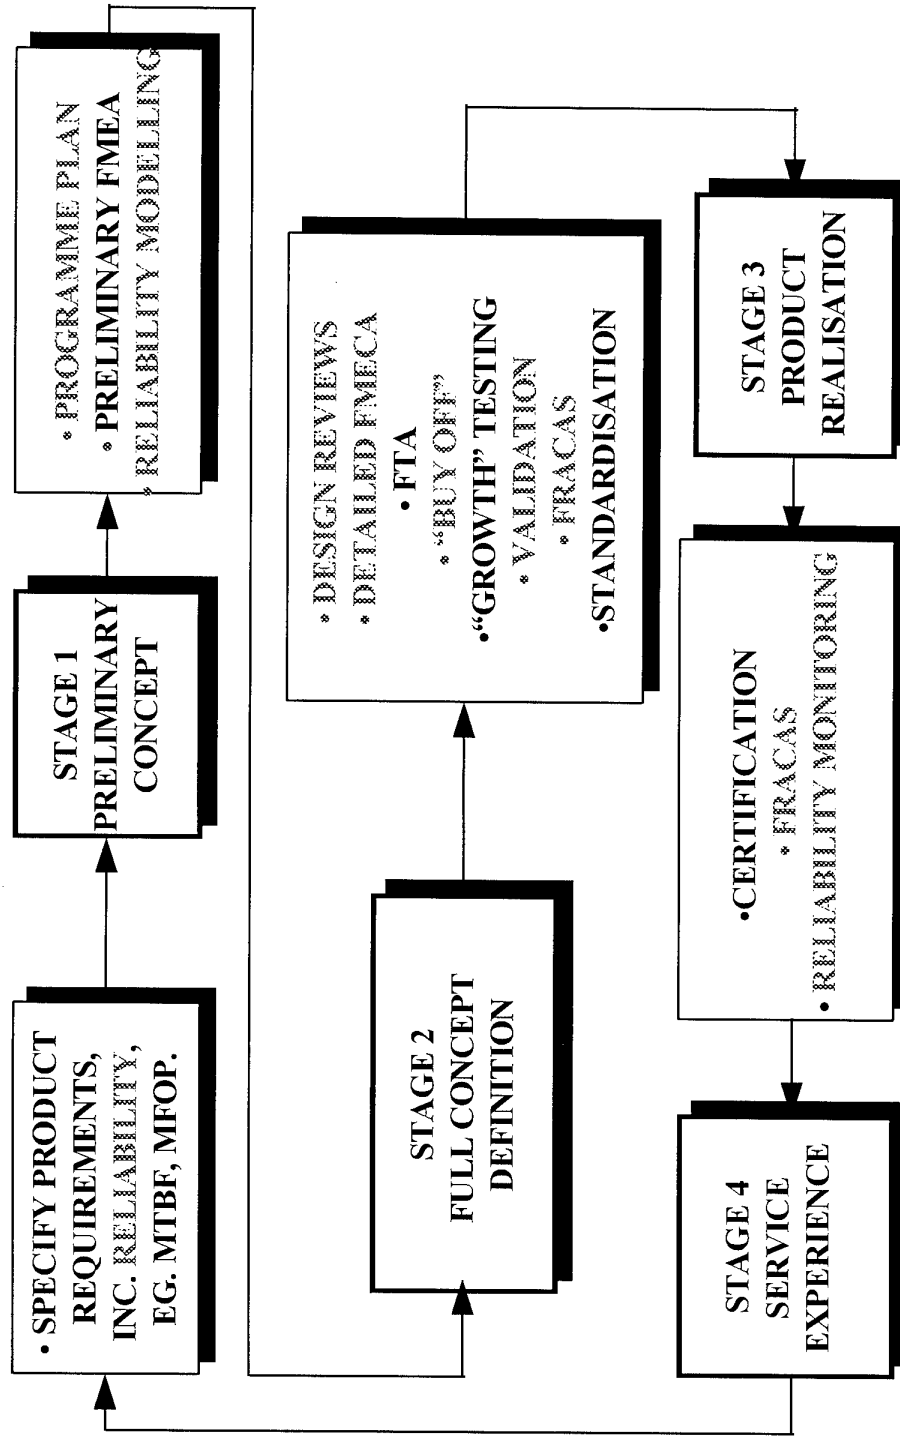 • SPECIFY PRODUCT
REQUIREMENTS,
INC. RELIABILITY,
EG. MTBF, MFOP.
STAGE 1
PRELIMINARY
CONCEPT
• PROGRAMME PLAN
• PRELIMINARY FMEA
• RELIABILITY MODELLING
STAGE 2
FULL CONCEPT
DEFINITION
• DESIGN REVIEWS
• DETAILED FMECA
• FTA
• “BUY OFF”
•“GROWTH” TESTING
• VALIDATION
• FRACAS
•STANDARDISATION
STAGE 3
PRODUCT
REALISATION
•CERTIFICATION
• FRACAS
• RELIABILITY MONITORING
STAGE 4
SERVICE
EXPERIENCE